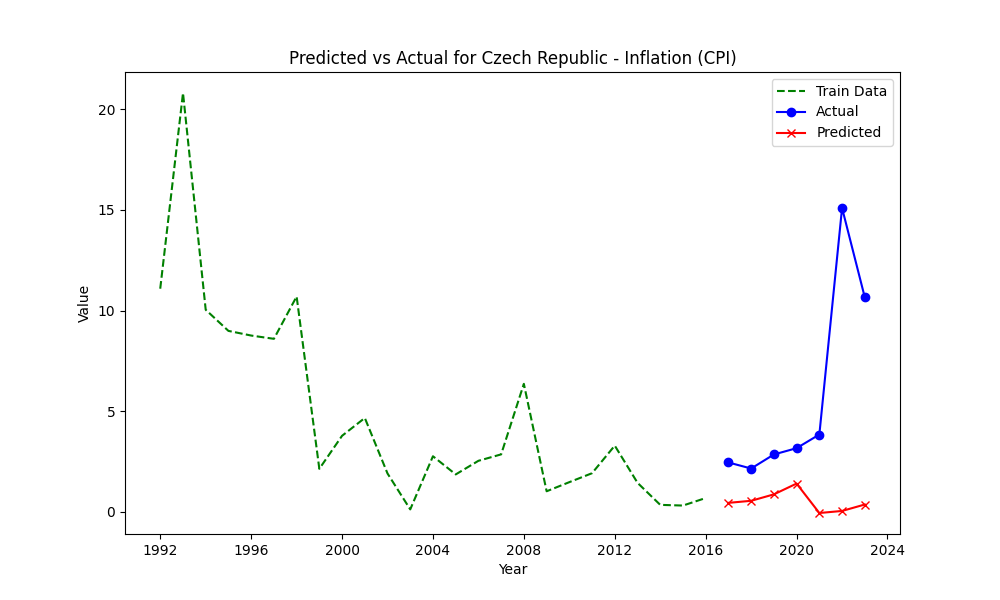 Predicted vs Actual for Czech Republic - Inflation (CPI)
Train Data
Actual
Predicted
20
15
10
5
0
Value
1992
1996
2000
2004
2008
2012
2016
2020
2024
Year